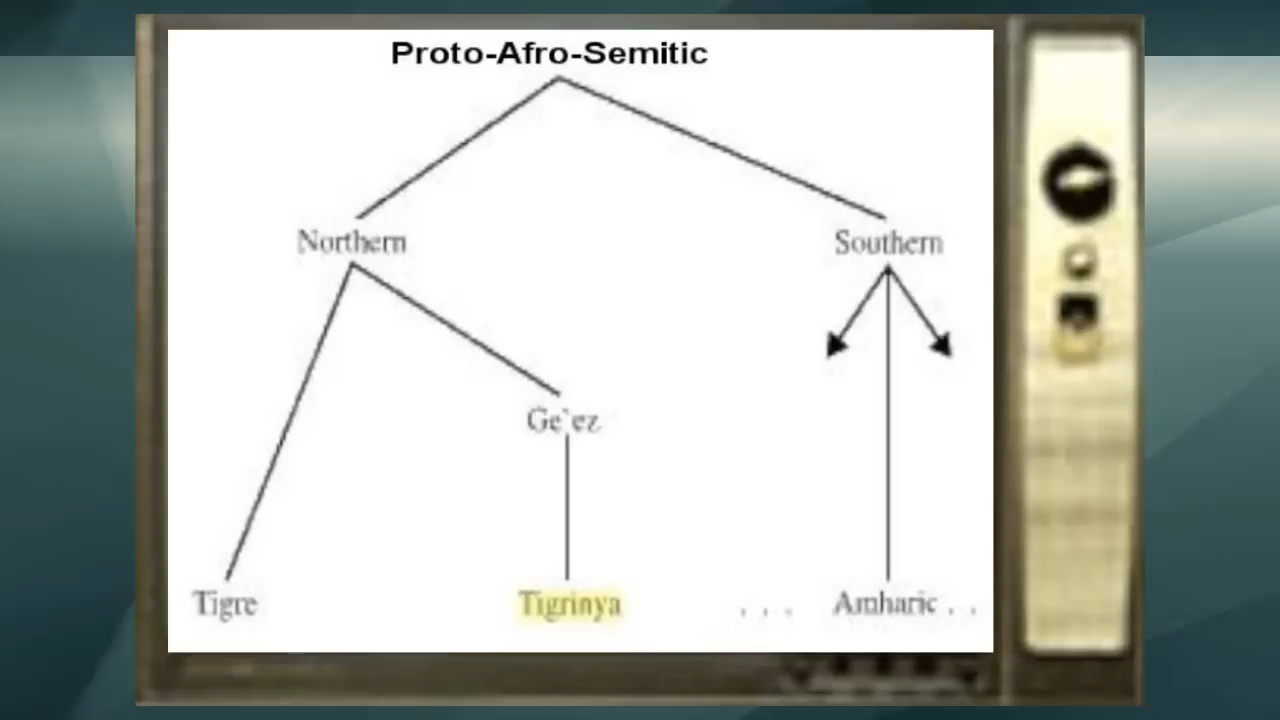 Proto-Afro-Semitic
Northern Southern
Ge`ez
Tigre Tigrinya . . . Amharic . .